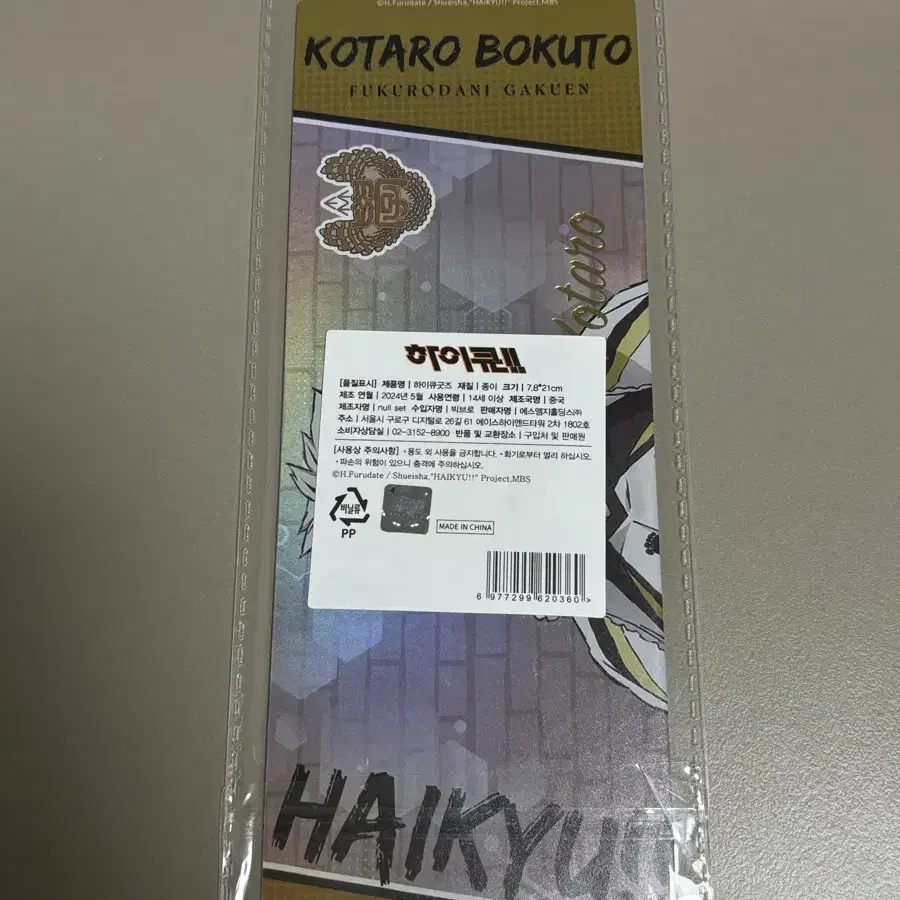 ©H.Furudate / Shueisha,"HAIKYU!!" Project,MBS
KOTARO BOKUTO
FUKURODANI GAKUEN
Kotaro
하이큐!!
[품질표시] 제품명 | 하이큐굿즈 재질 | 종이 크기 | 7.8*21cm
제조 연월 | 2024년 5월 사용연령 | 14세 이상 제조국명 | 중국
제조자명 | null set 수입자명 | 빅브로 판매자명 | 에스엠지홀딩스㈜
주소 | 서울시 구로구 디지털로 26길 61 에이스하이엔드타워 2차 1802호
소비자상담실 | 02-3152-8900 반품 및 교환장소 | 구입처 및 판매원
[사용상 주의사항] • 용도 외 사용을 금지합니다. • 화기로부터 멀리 하십시오.
• 파손의 위험이 있으니 충격에 주의하십시오.
©H.Furudate / Shueisha,"HAIKYU!!" Project,MBS
비닐류
PP
MADE IN CHINA
6 977299 620360>
HAIKYU!!